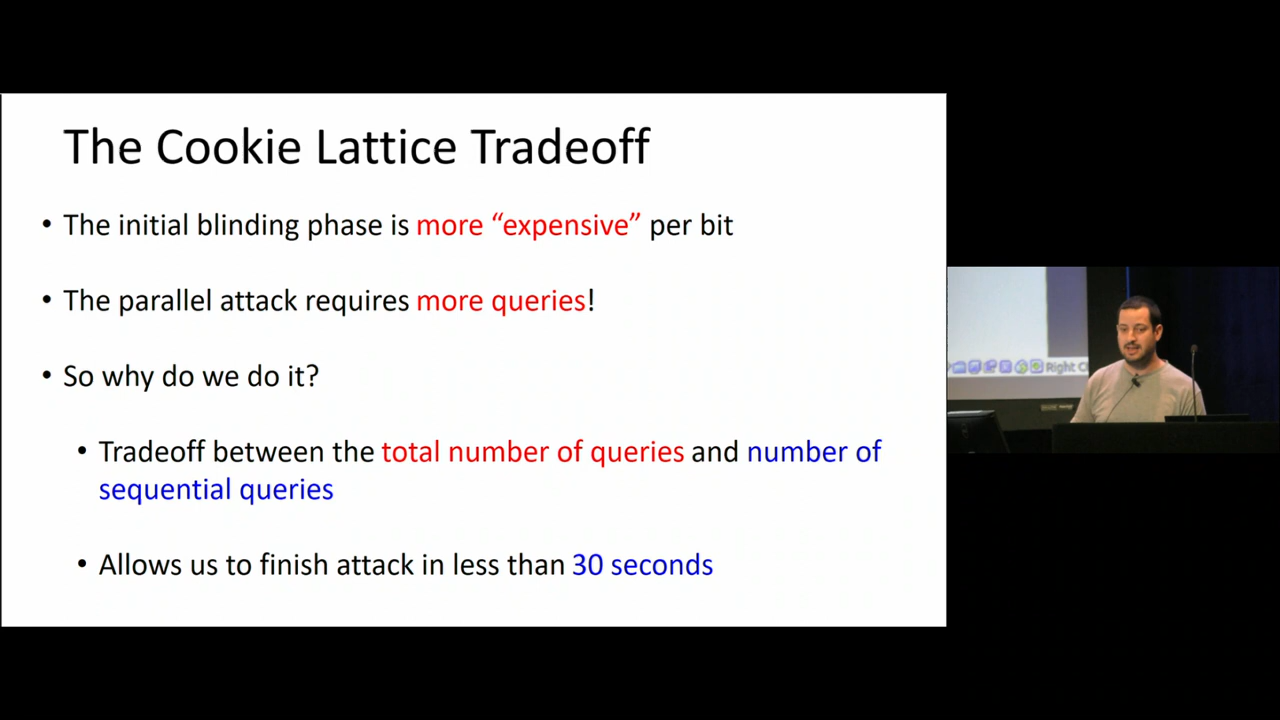 The Cookie Lattice Tradeoff
• The initial blinding phase is more “expensive” per bit
• The parallel attack requires more queries!
• So why do we do it?
• Tradeoff between the total number of queries and number of
sequential queries
• Allows us to finish attack in less than 30 seconds
Right C